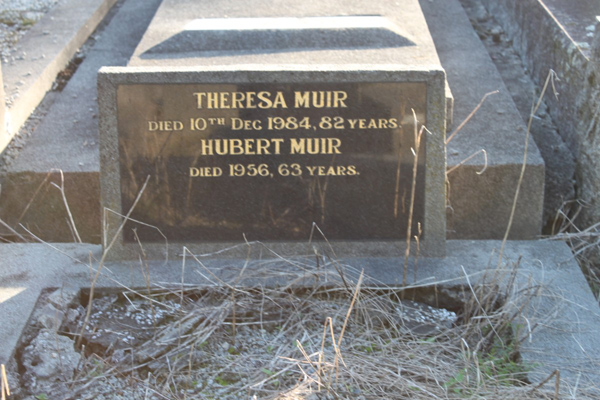 THERESA MUIR
DIED 10TH DEC 1984, 82 YEARS.
HUBERT MUIR
DIED 1956, 63 YEARS.